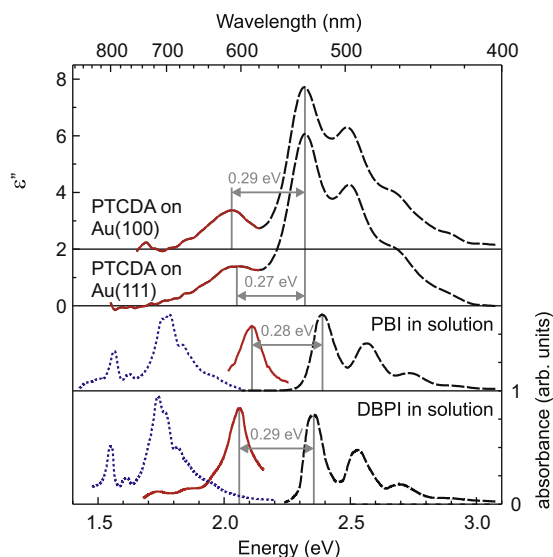 Wavelength (nm)
800 700 600 500 400
8
6
4
2
0
ε"
0.29 eV
PTCDA on
Au(100)
PTCDA on
Au(111)
0.27 eV
PBI in solution
0.28 eV
1
DBPI in solution
0.29 eV
0
absorbance (arb. units)
1.5 2.0 2.5 3.0
Energy (eV)